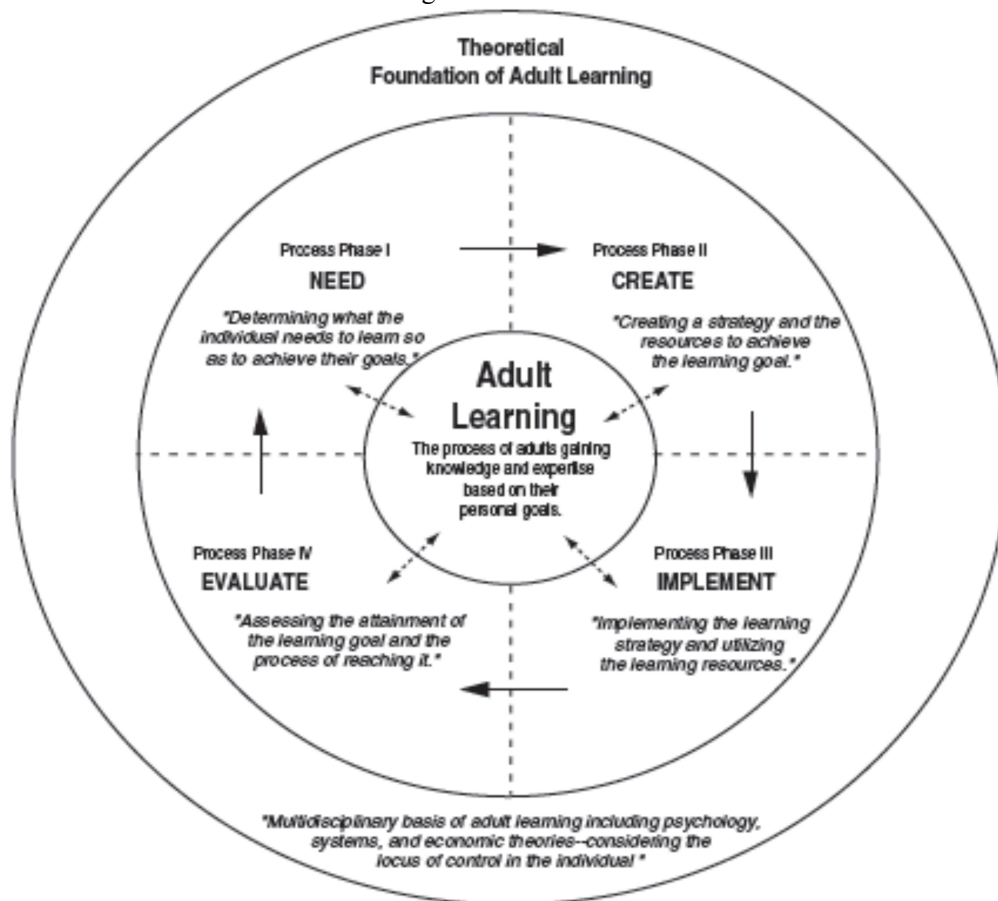 Theoretical
Foundation of Adult Learning
Process Phase I
NEED
"Determining what the
individual needs to learn so
as to achieve their goals."
Process Phase II
CREATE
"Creating a strategy and the
resources to achieve
the learning goal."
Adult
Learning
The process of adults gaining
knowledge and expertise
based on their
personal goals.
Process Phase IV
EVALUATE
"Assessing the attainment of
the learning goal and the
process of reaching it."
Process Phase III
IMPLEMENT
"Implementing the learning
strategy and utilizing
the learning resources."
"Multidisciplinary basis of adult learning including psychology,
systems, and economic theories--considering the
locus of control in the individual"